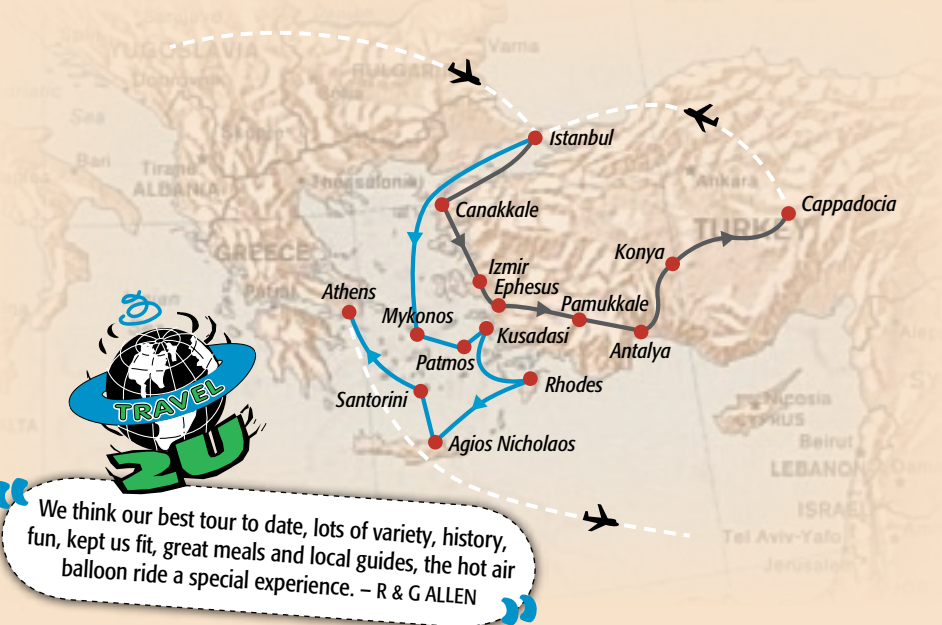 YUGOSLAVIA
Varna
BULGAR
Bari
Tirane
ALBANIA
Istanbul
Ankara
Canakkale
Cappadocia
TURKEY
GREECE
Konya
Izmir
Ephesus
Athens
Pamukkale
Mykonos
Kusadasi
Antalya
Patmos
Rhodes
Santorini
Nicosia
CYPRUS
Agios Nicholaos
Beirut
LEBANON
ISRAEL
Tel Aviv-Yafo
Jerusalem
TRAVEL
2U
“We think our best tour to date, lots of variety, history,
fun, kept us fit, great meals and local guides, the hot air
balloon ride a special experience. – R & G ALLEN”